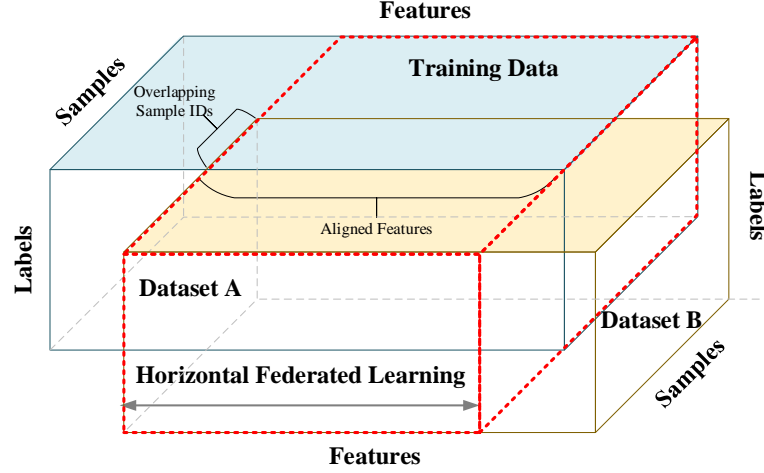 Features
Training Data
Samples
Overlapping
Sample IDs
Labels
Aligned Features
Labels
Dataset A
Dataset B
Horizontal Federated Learning
Samples
Features